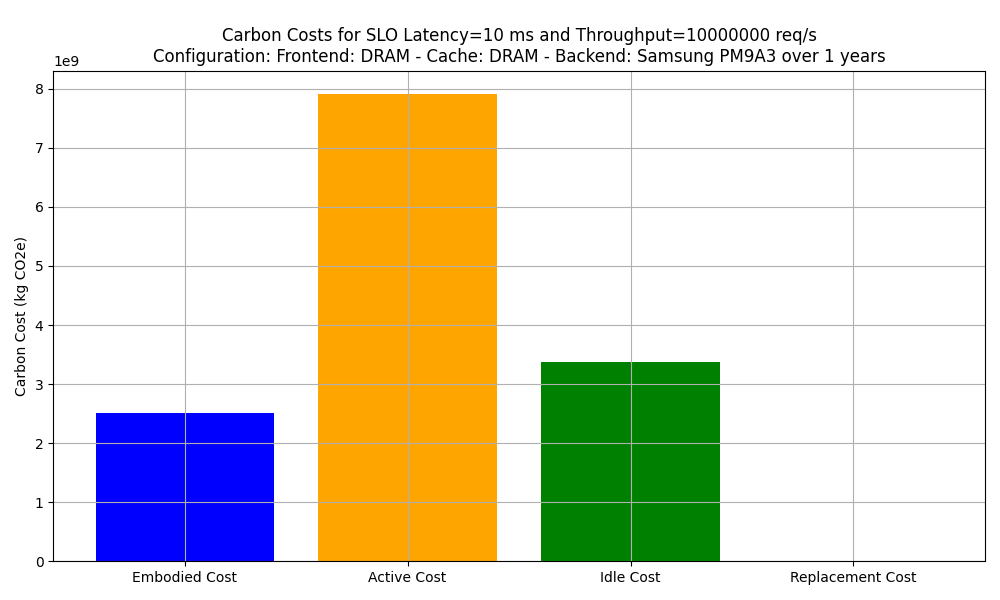 Carbon Costs for SLO Latency=10 ms and Throughput=10000000 req/s
Configuration: Frontend: DRAM - Cache: DRAM - Backend: Samsung PM9A3 over 1 years
1e9
8
7
6
5
4
3
2
1
0
Carbon Cost (kg CO2e)
Embodied Cost
Active Cost
Idle Cost
Replacement Cost